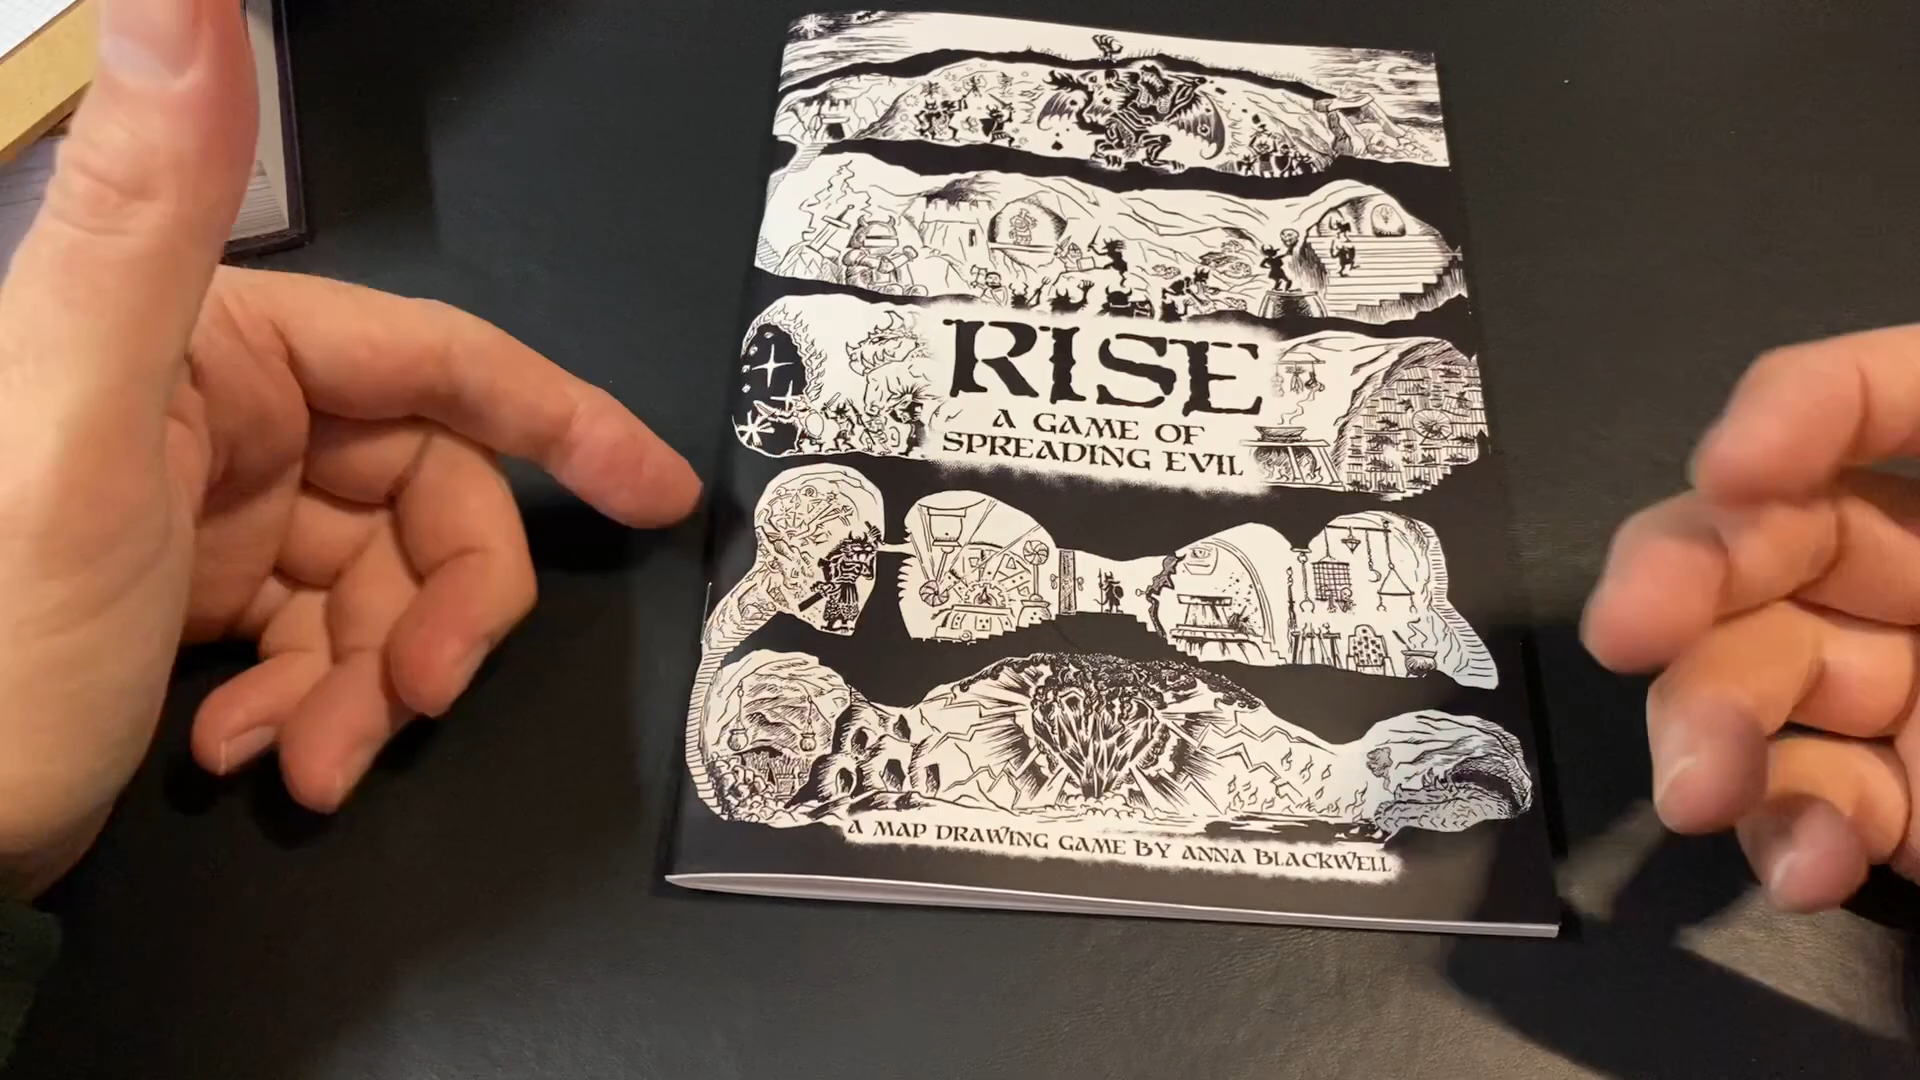 RISE
A GAME OF
SPREADING EVIL
A MAP DRAWING GAME BY ANNA BLACKWELL